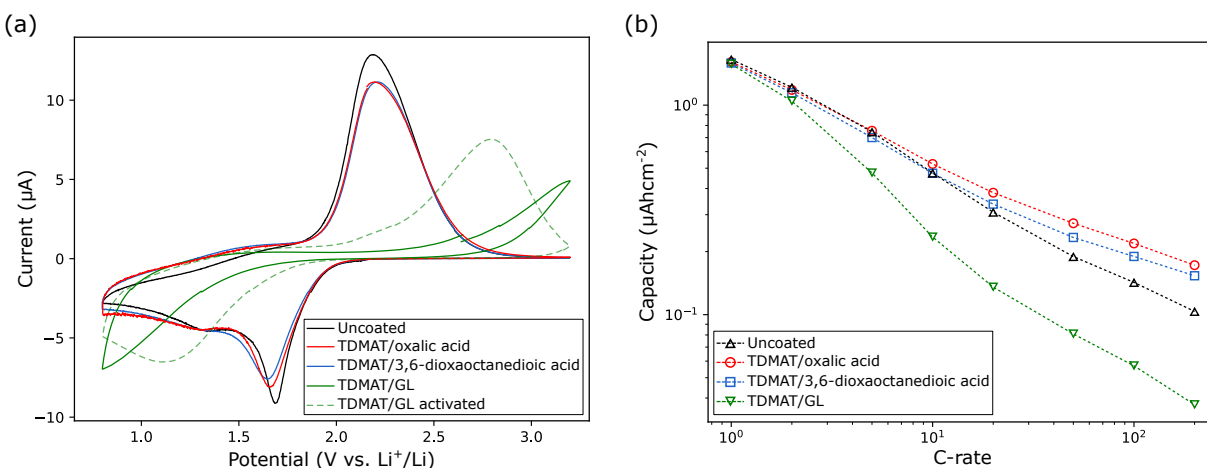 (a)
10
5
0
−5
−10
Current (μA)
1.0 1.5 2.0 2.5 3.0
Potential (V vs. Li⁺/Li)
Uncoated
TDMAT/oxalic acid
TDMAT/3,6-dioxaoctanedioic acid
TDMAT/GL
TDMAT/GL activated
(b)
10⁰
10⁻¹
Capacity (μAhcm⁻²)
10⁰ 10¹ 10²
C-rate
Uncoated
TDMAT/oxalic acid
TDMAT/3,6-dioxaoctanedioic acid
TDMAT/GL